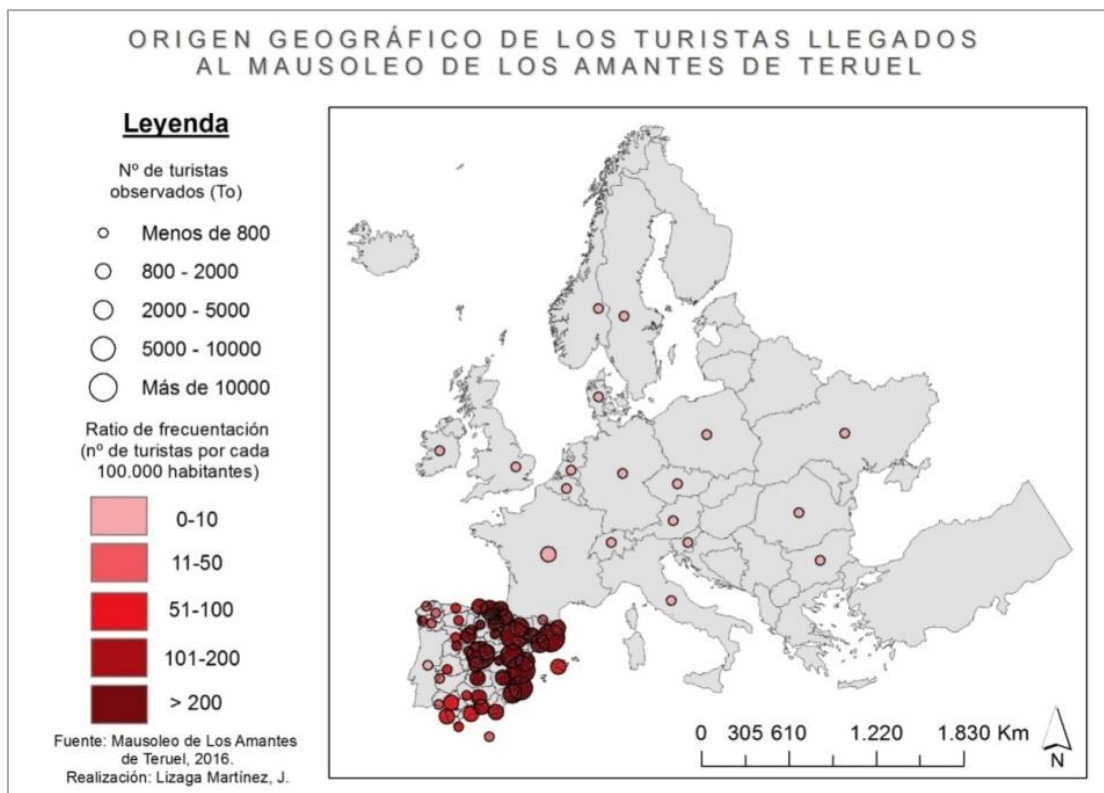 ORIGEN GEOGRÁFICO DE LOS TURISTAS LLEGADOS
AL MAUSOLEO DE LOS AMANTES DE TERUEL
Leyenda
Nº de turistas
observados (To)
Menos de 800
800 - 2000
2000 - 5000
5000 - 10000
Más de 10000
Ratio de frecuentación
(nº de turistas por cada
100.000 habitantes)
0-10
11-50
51-100
101-200
> 200
Fuente: Mausoleo de Los Amantes
de Teruel, 2016.
Realización: Lizaga Martínez, J.
0 305 610 1.220 1.830 Km
N